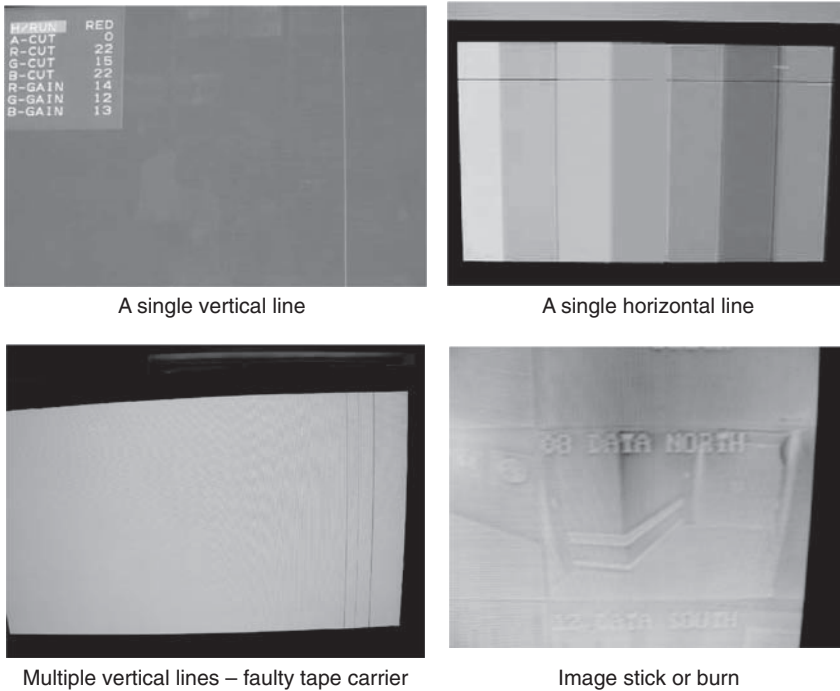 M/RUN RED
A-CUT 0
R-CUT 22
G-CUT 15
B-CUT 22
R-GAIN 14
G-GAIN 12
B-GAIN 13
A single vertical line
A single horizontal line
DATA NORTH
12 DATA SOUTH
Multiple vertical lines – faulty tape carrier
Image stick or burn